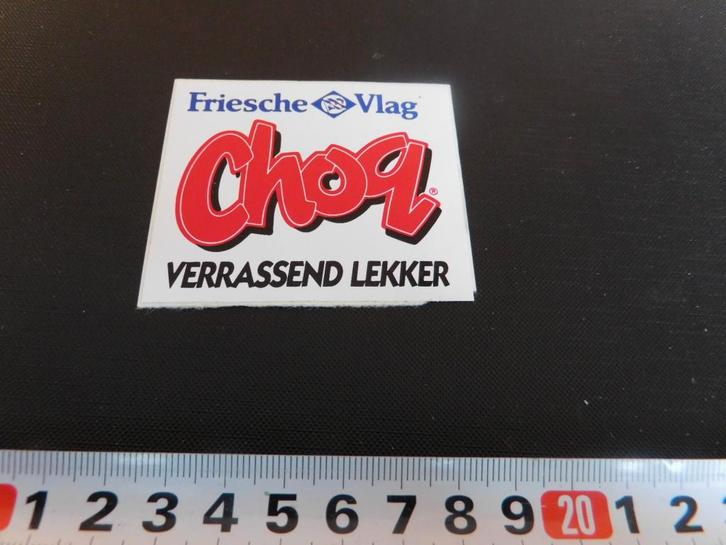 Friesche Vlag
Choq®
VERRASSEND LEKKER
1 2 3 4 5 6 7 8 9 20 1 2